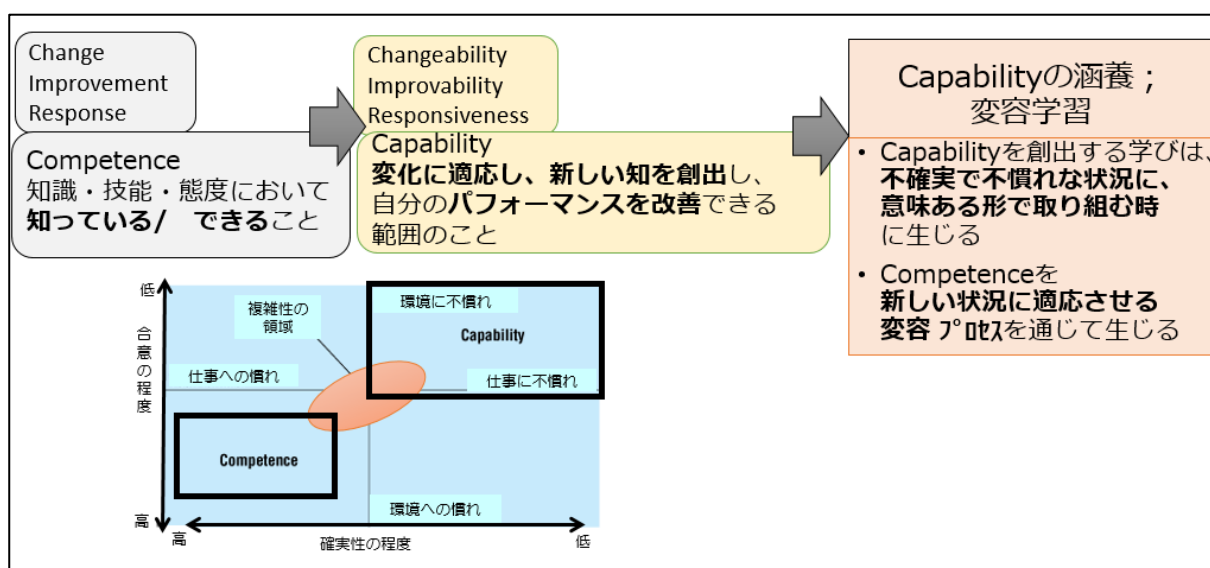 Change
Improvement
Response
Competence
知識・技能・態度において
知っている/　できること
Changeability
Improvability
Responsiveness
Capability
変化に適応し、新しい知を創出し、
自分のパフォーマンスを改善できる
範囲のこと
Capabilityの涵養；
変容学習
• Capabilityを創出する学びは、
不確実で不慣れな状況に、
意味ある形で取り組む時
に生じる
• Competenceを
新しい状況に適応させる
変容 プロセスを通じて生じる
低
合意の程度
高
複雑性の
領域
環境に不慣れ
Capability
仕事への慣れ
仕事に不慣れ
Competence
環境への慣れ
高
確実性の程度
低